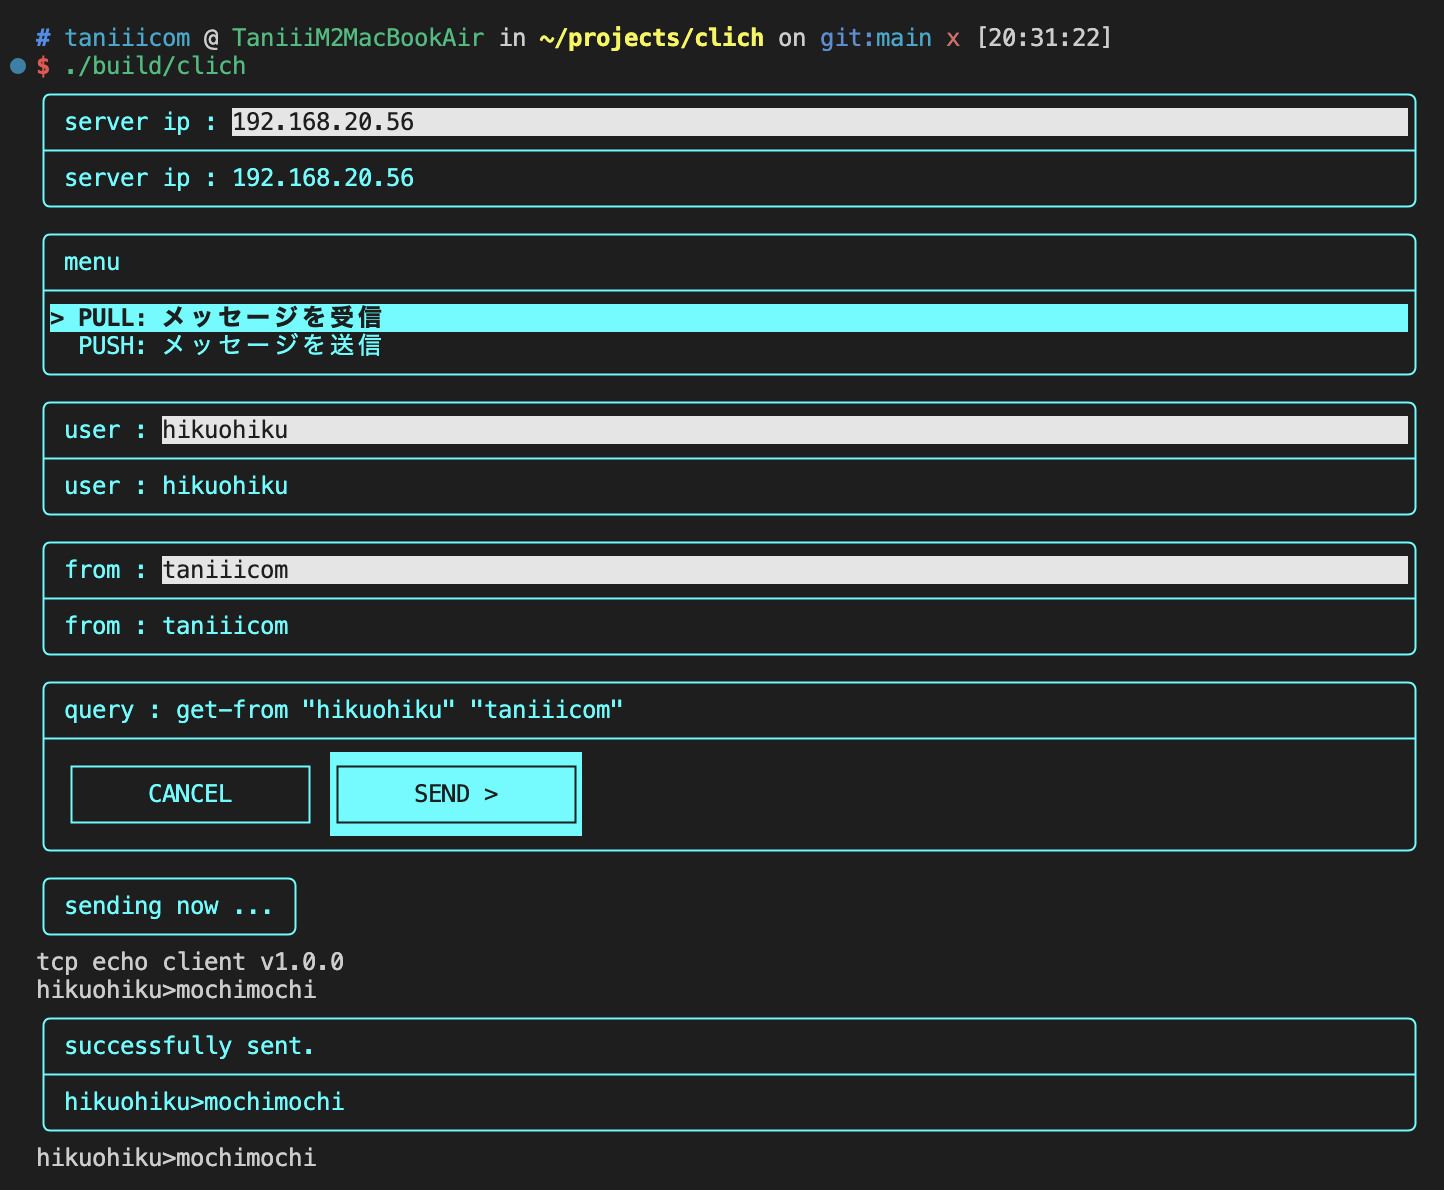 # taniiicom @ TaniiiM2MacBookAir in ~/projects/clich on git:main x [20:31:22]
$ ./build/clich
server ip : 192.168.20.56
server ip : 192.168.20.56
menu
> PULL: メッセージを受信
PUSH: メッセージを送信
user : hikuohiku
user : hikuohiku
from : taniiicom
from : taniiicom
query : get-from "hikuohiku" "taniiicom"
CANCEL SEND >
sending now ...
tcp echo client v1.0.0
hikuohiku>mochimochi
successfully sent.
hikuohiku>mochimochi
hikuohiku>mochimochi